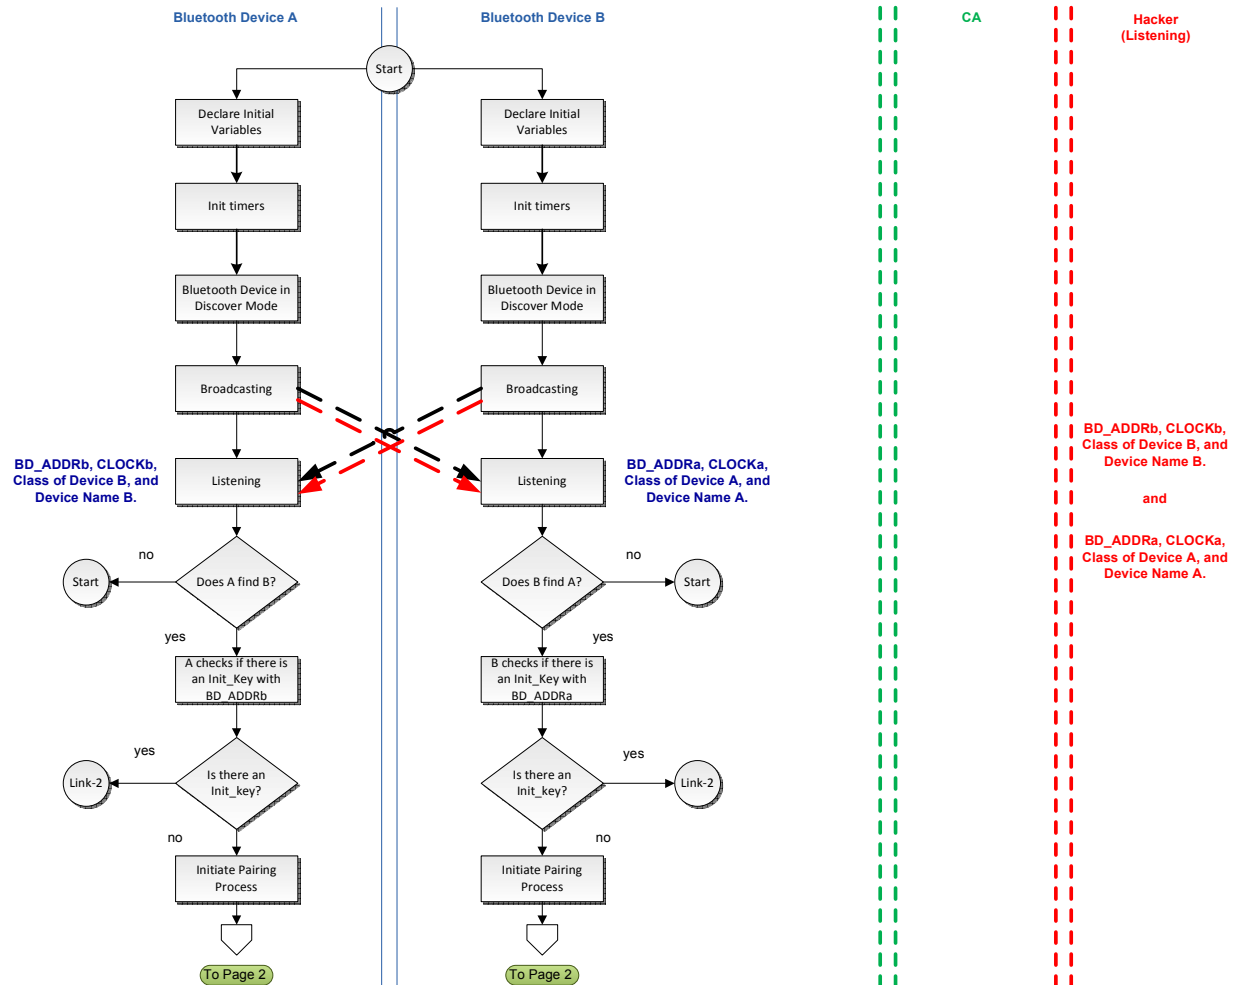 Bluetooth Device A
Bluetooth Device B
CA
Hacker
(Listening)
Start
Declare Initial
Variables
Declare Initial
Variables
Init timers
Init timers
Bluetooth Device in
Discover Mode
Bluetooth Device in
Discover Mode
Broadcasting
Broadcasting
BD_ADDRb, CLOCKb,
Class of Device B, and
Device Name B.
Listening
Listening
BD_ADDRa, CLOCKa,
Class of Device A, and
Device Name A.
BD_ADDRb, CLOCKb,
Class of Device B, and
Device Name B.
and
BD_ADDRa, CLOCKa,
Class of Device A, and
Device Name A.
no
Start
Does A find B?
Does B find A?
no
Start
yes
yes
A checks if there is
an Init_Key with
BD_ADDRb
B checks if there is
an Init_Key with
BD_ADDRa
yes
Link-2
Is there an
Init_key?
Is there an
Init_key?
yes
Link-2
no
no
Initiate Pairing
Process
Initiate Pairing
Process
To Page 2
To Page 2